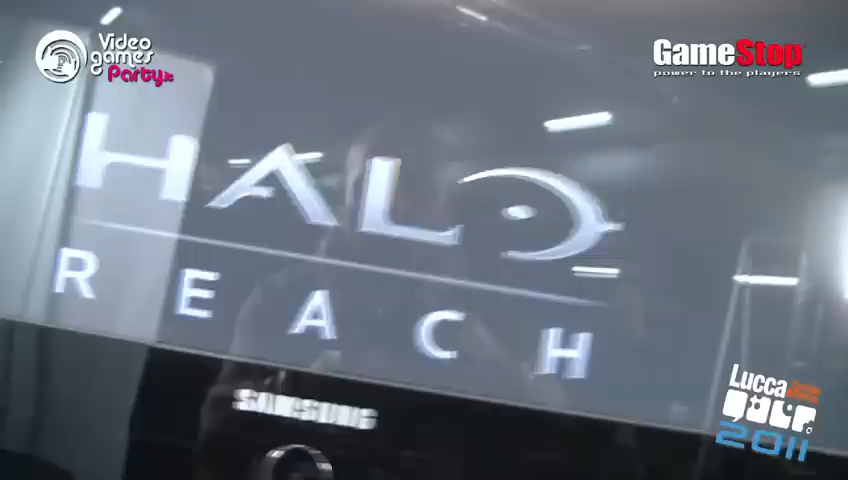 Video
games
Party.it
GameStop
power to the players
HALO
REACH
SAMSUNG
LUCCA
2011